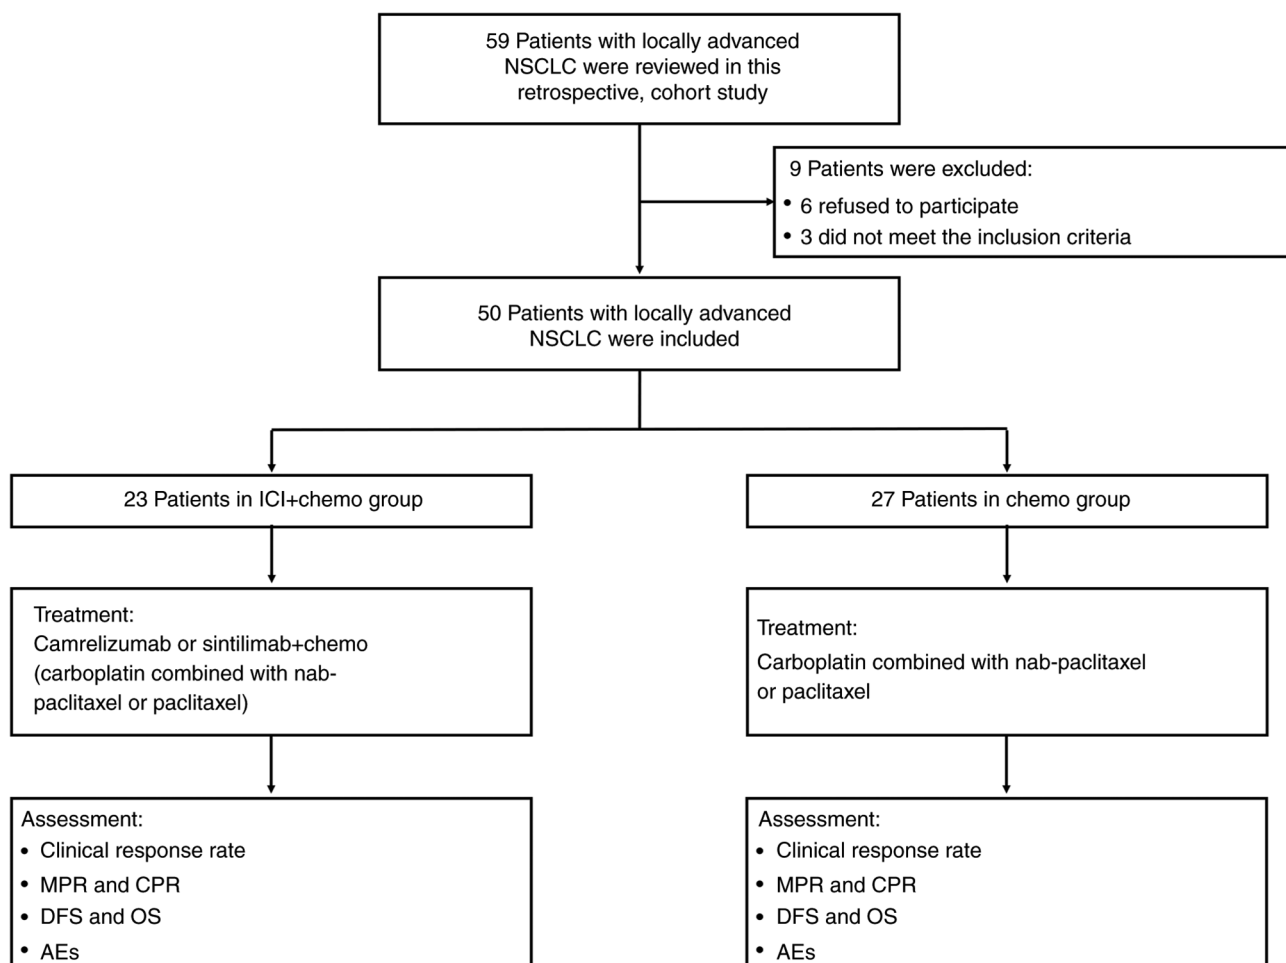 59 Patients with locally advanced
NSCLC were reviewed in this
retrospective, cohort study
9 Patients were excluded:
• 6 refused to participate
• 3 did not meet the inclusion criteria
50 Patients with locally advanced
NSCLC were included
23 Patients in ICI+chemo group
27 Patients in chemo group
Treatment:
Camrelizumab or sintilimab+chemo
(carboplatin combined with nab-
paclitaxel or paclitaxel)
Treatment:
Carboplatin combined with nab-paclitaxel
or paclitaxel
Assessment:
• Clinical response rate
• MPR and CPR
• DFS and OS
• AEs
Assessment:
• Clinical response rate
• MPR and CPR
• DFS and OS
• AEs